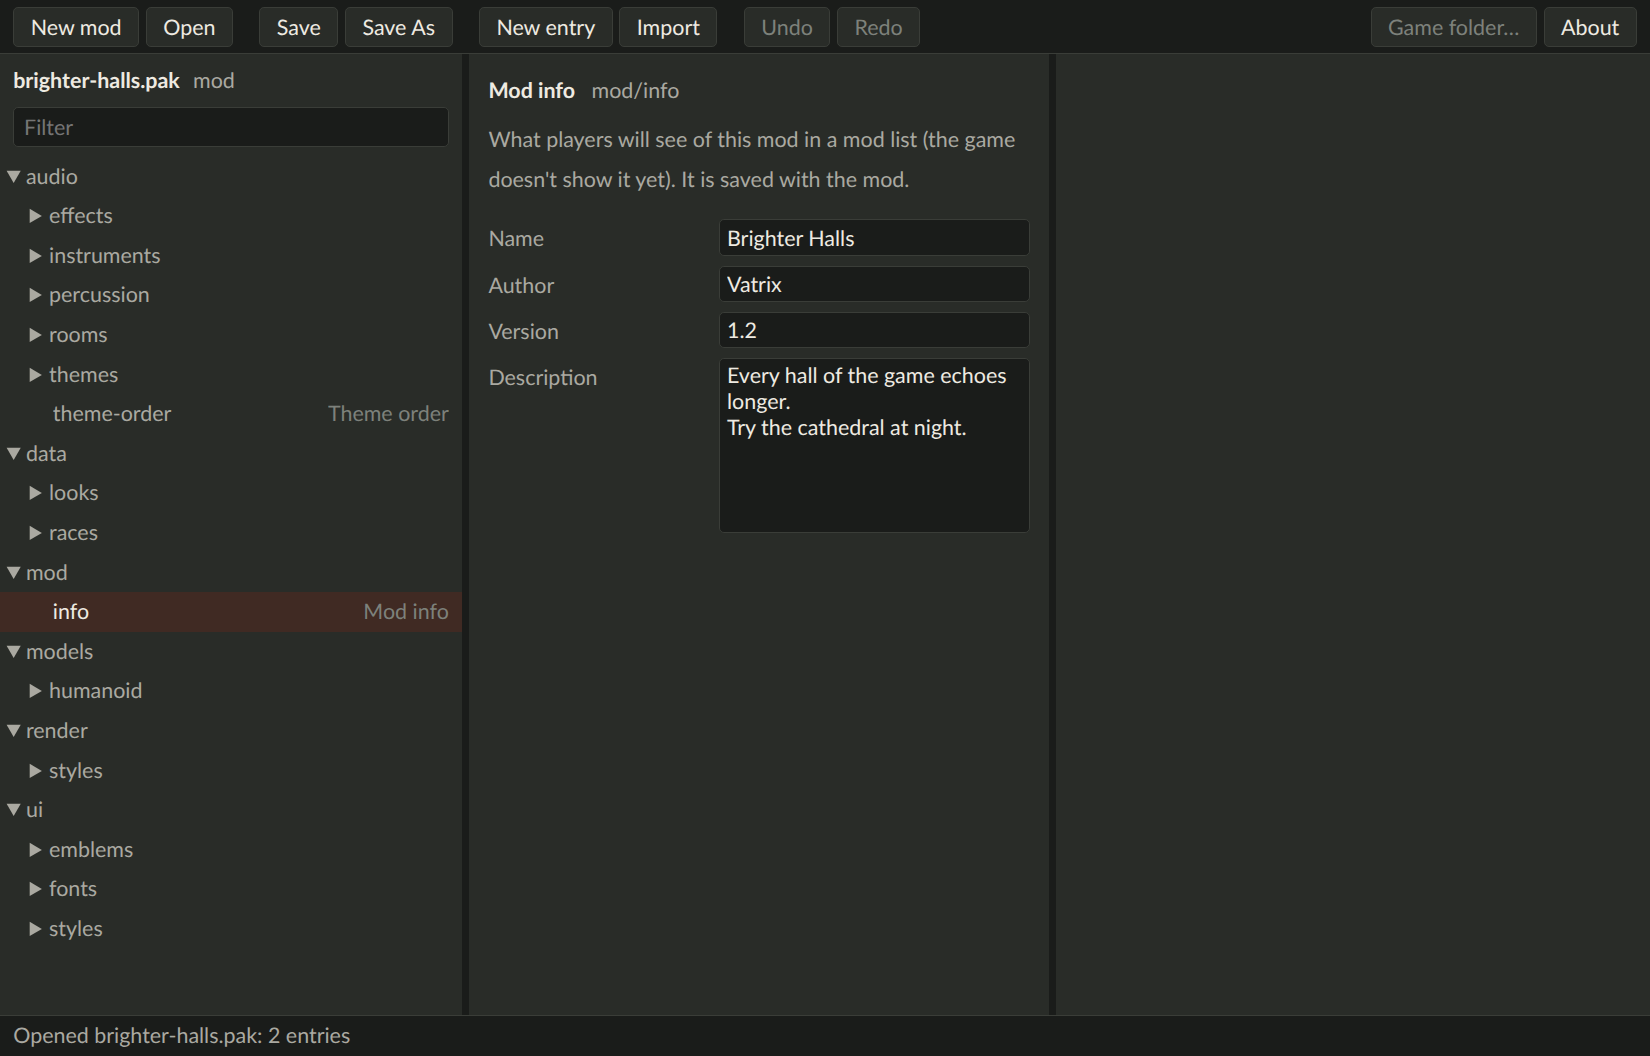 New mod Open Save Save As New entry Import Undo Redo Game folder... About
brighter-halls.pak mod
Filter
audio
effects
instruments
percussion
rooms
themes
theme-order Theme order
data
looks
races
mod
info Mod info
models
humanoid
render
styles
ui
emblems
fonts
styles
Mod info mod/info
What players will see of this mod in a mod list (the game
doesn't show it yet). It is saved with the mod.
Name Brighter Halls
Author Vatrix
Version 1.2
Description Every hall of the game echoes
longer.
Try the cathedral at night.
Opened brighter-halls.pak: 2 entries